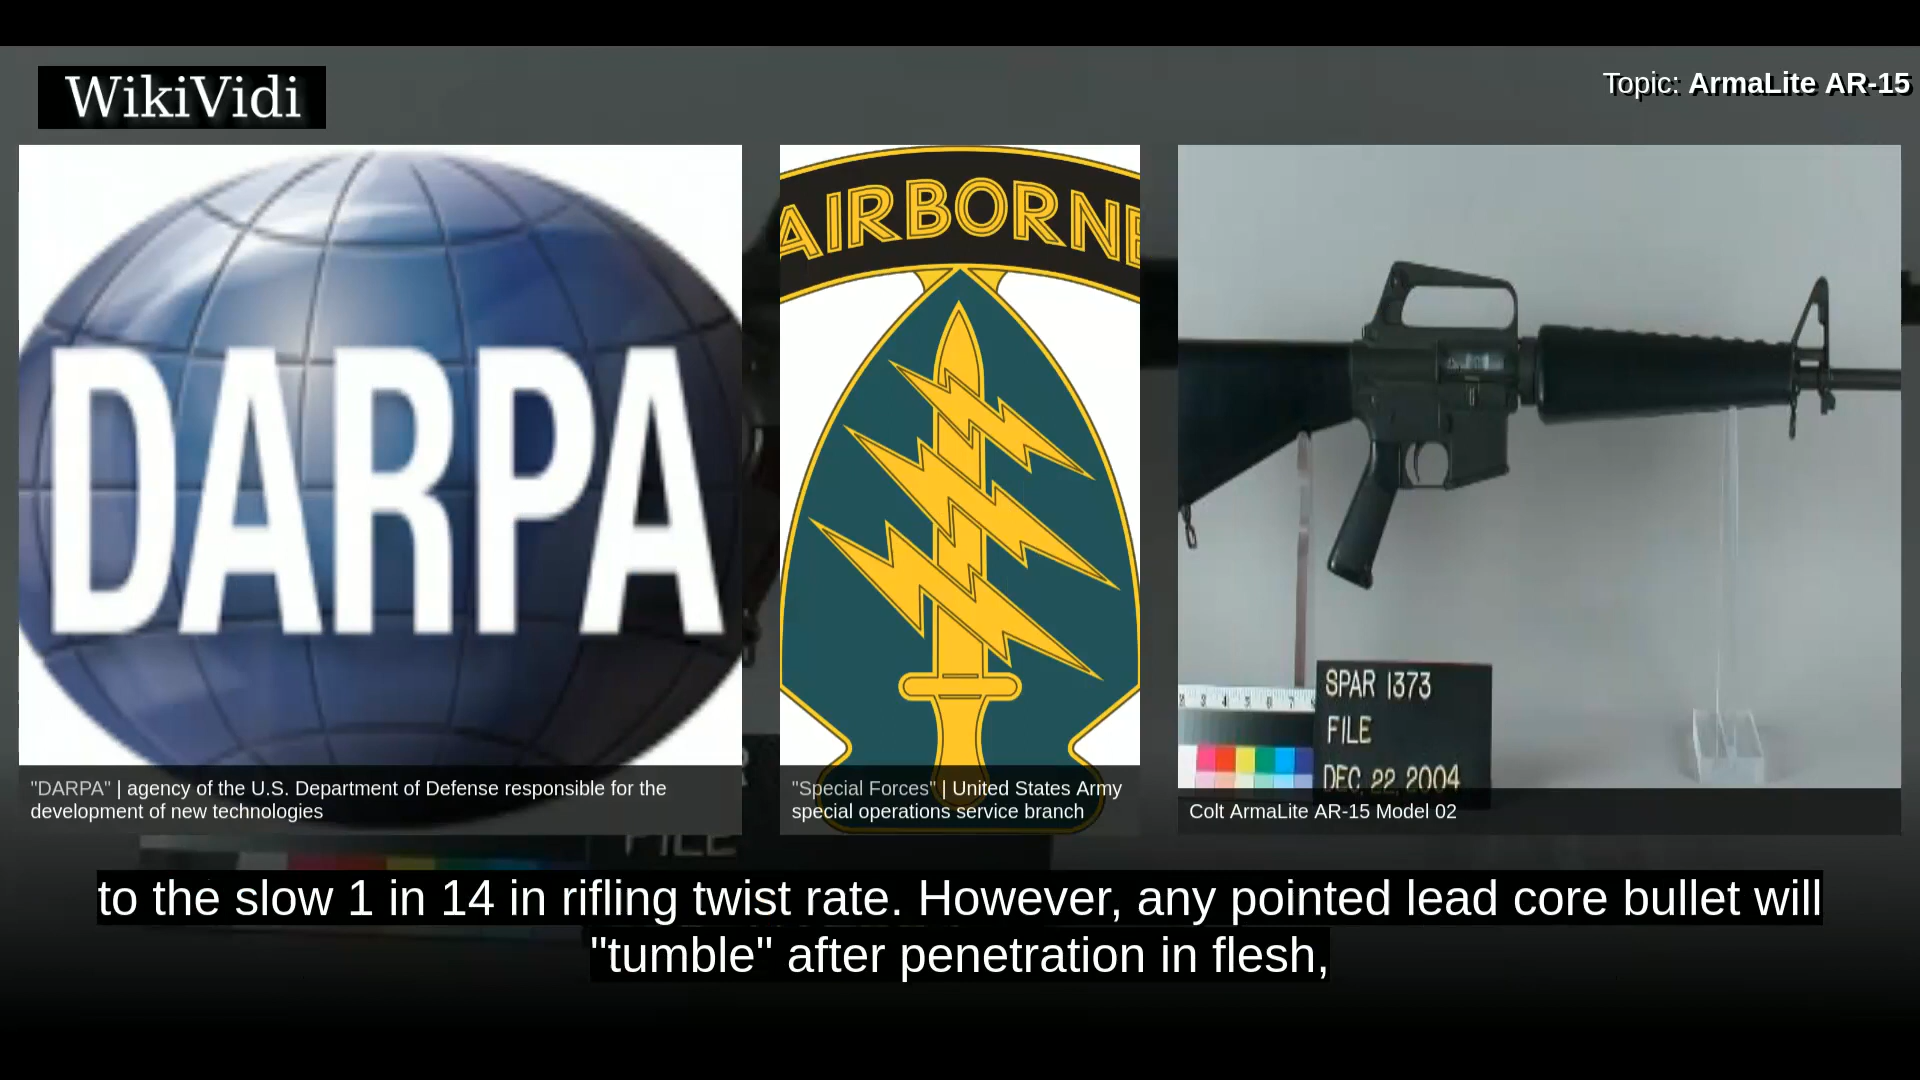 WikiVidi
Topic: ArmaLite AR-15
DARPA
"DARPA" | agency of the U.S. Department of Defense responsible for the
development of new technologies
AIRBORNE
"Special Forces" | United States Army
special operations service branch
SPAR 1373
FILE
DEC, 22, 2004
Colt ArmaLite AR-15 Model 02
to the slow 1 in 14 in rifling twist rate. However, any pointed lead core bullet will
"tumble" after penetration in flesh,